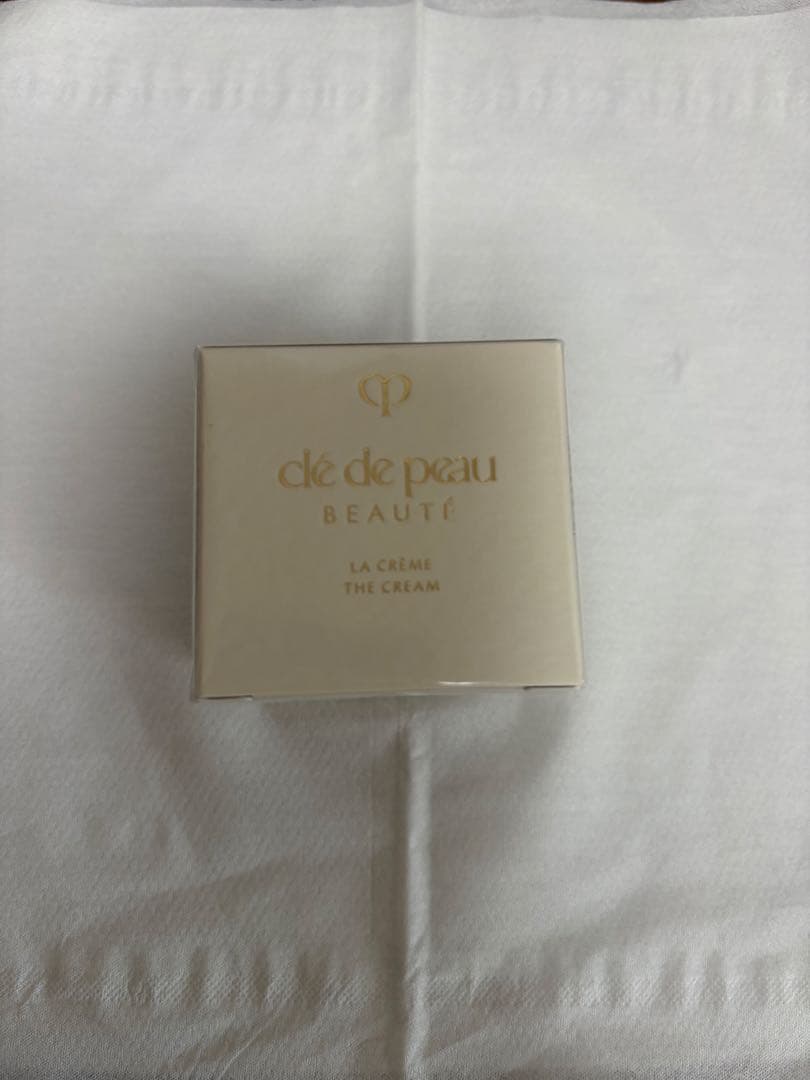 clé de peau
BEAUTÉ
LA CRÈME
THE CREAM